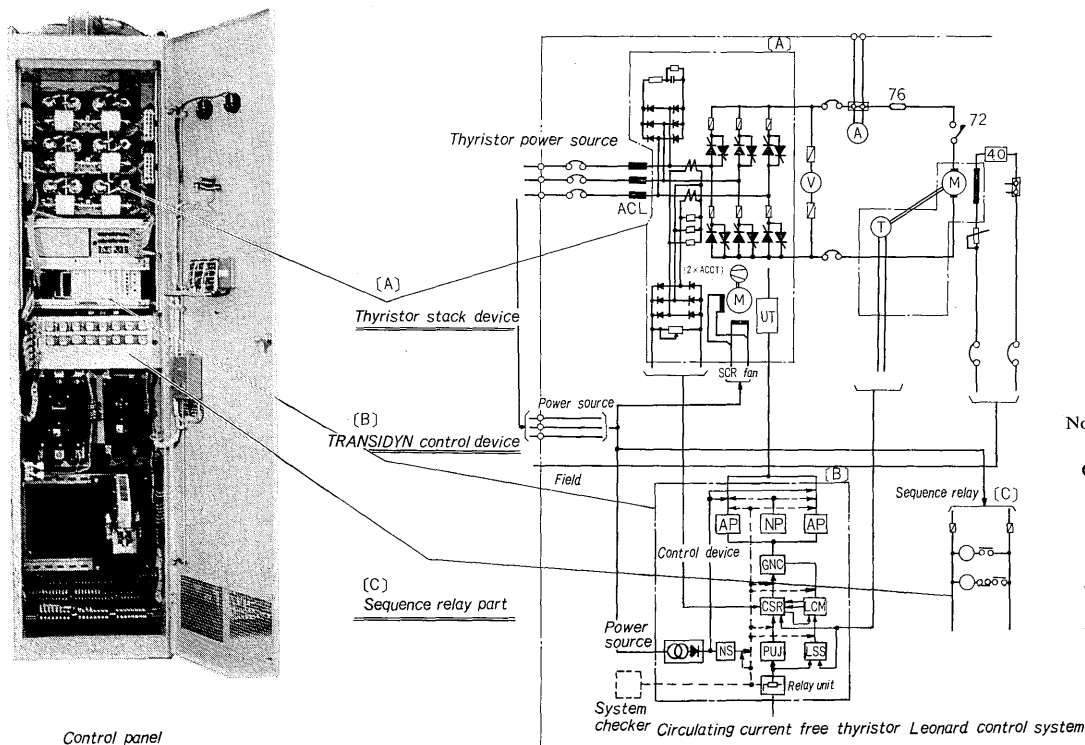 [A]
76
72
Thyristor power source
A
40
ACL
V
M
T
[A]
(2×ACCT)
M
UT
Thyristor stack device
SCR fan
Power source
[B]
TRANSIDYN control device
No
Field
[B]
Sequence relay
[C]
AP
NP
AP
Control device
GNC
[C]
Sequence relay part
CSR
LCM
Power
source
NS
PUJ
LSS
Relay unit
System
checker
Circulating current free thyristor Leonard control system
Control panel